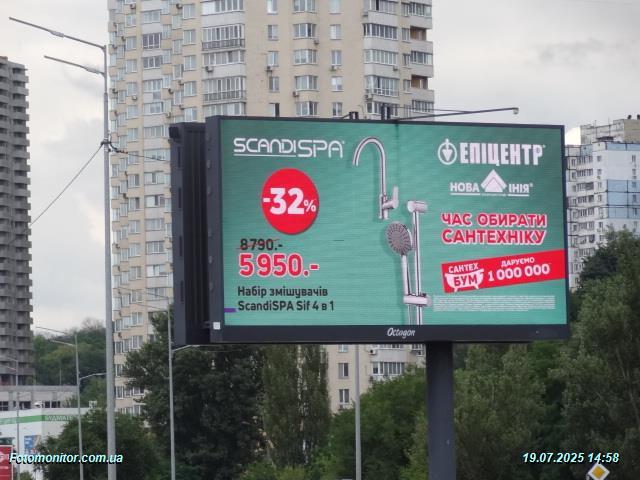 SCANDISPA®
-32%
8790.-
5950.-
Набір змішувачів
ScandiSPA Sif 4 в 1
ЕПІЦЕНТР®
НОВА ЛІНІЯ®
ЧАС ОБИРАТИ
САНТЕХНІКУ
САНТЕХ
БУМ
ДАРУЄМО
1 000 000
Octagon
Fotomonitor.com.ua
19.07.2025 14:58